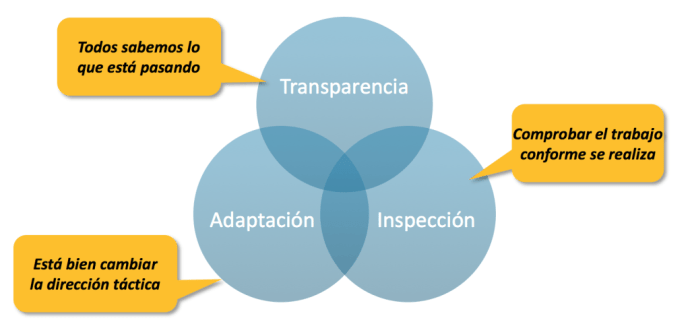 Todos sabemos lo
que está pasando
Transparencia
Comprobar el trabajo
conforme se realiza
Adaptación
Inspección
Está bien cambiar
la dirección táctica